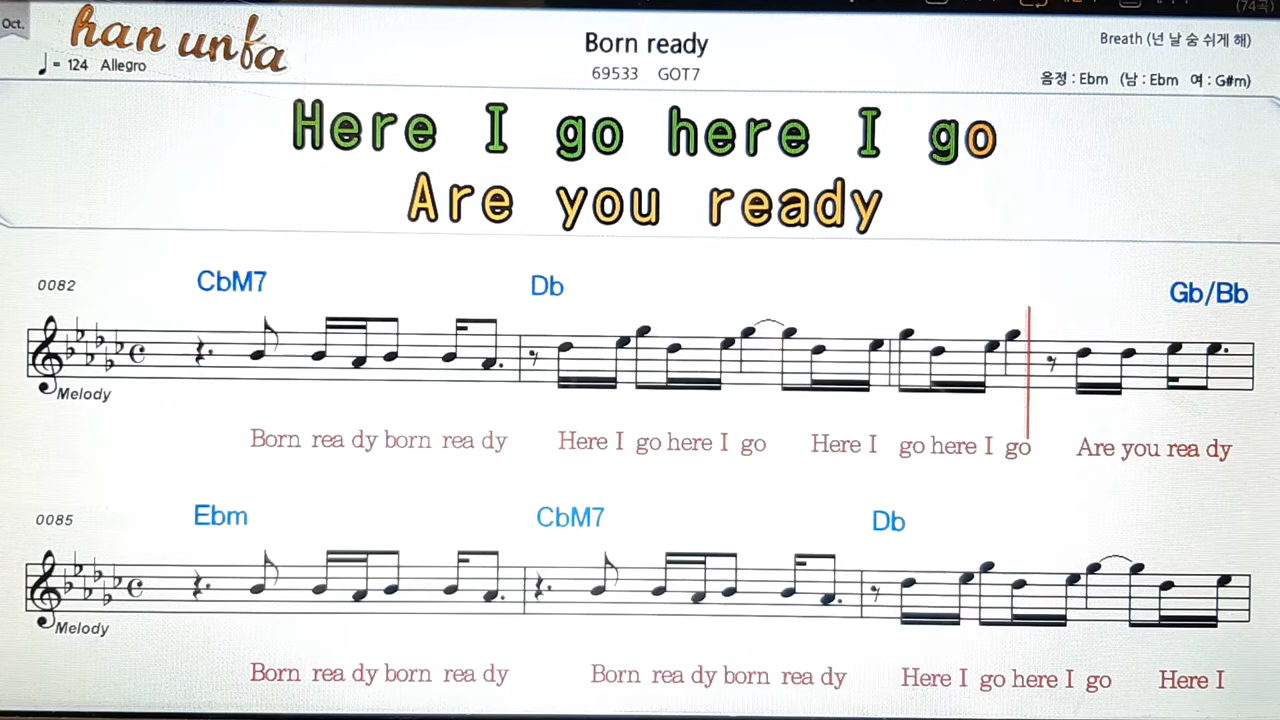 (74곡)
Oct.
han unfa
Born ready
Breath (넌 날 숨 쉬게 해)
= 124 Allegro
69533 GOT7
음정 : Ebm (남 : Ebm 여 : G#m)
Here I go here I go
Are you ready
0082
CbM7 Db Gb/Bb
Melody
Born rea dy born rea dy Here I go here I go Here I go here I go Are you rea dy
0085
Ebm CbM7 Db
Melody
Born rea dy born rea dy Born rea dy born rea dy Here I go here I go Here I